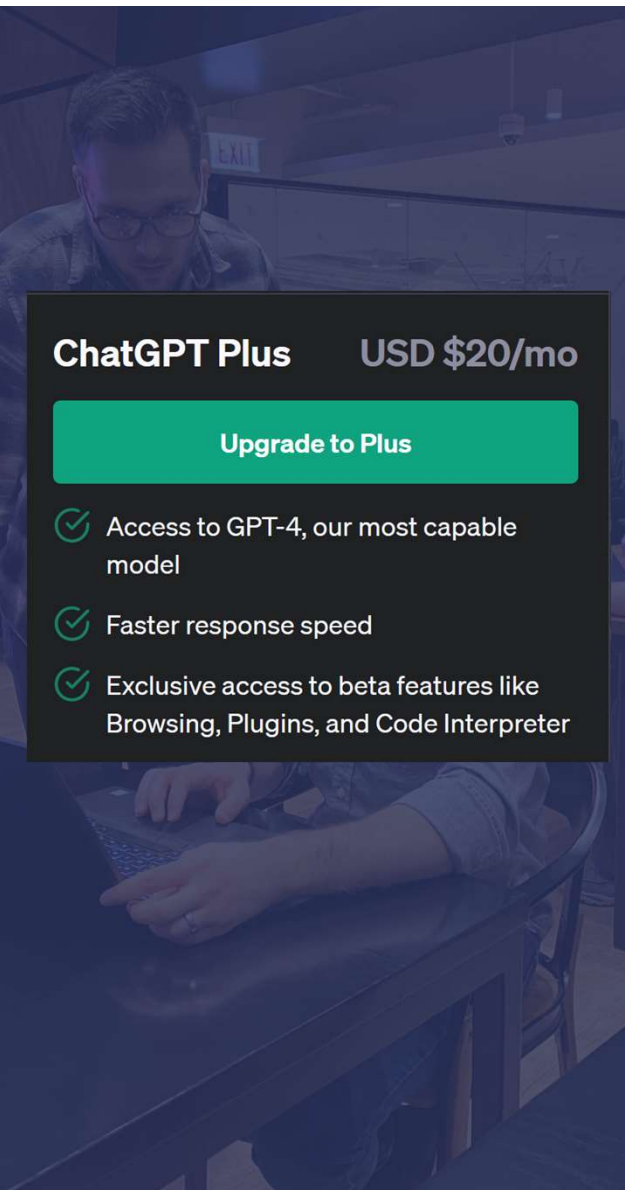 EXIT
ChatGPT Plus USD $20/mo
Upgrade to Plus
Access to GPT-4, our most capable
model
Faster response speed
Exclusive access to beta features like
Browsing, Plugins, and Code Interpreter